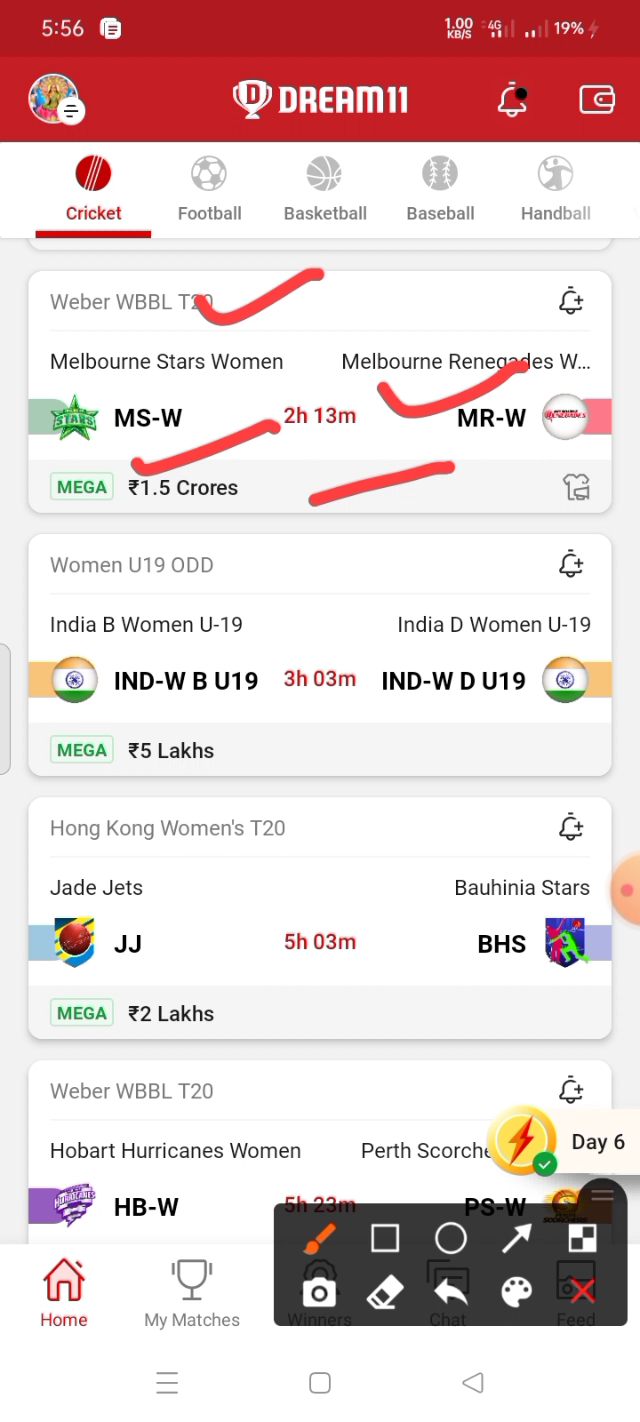 5:56 1.00 KB/S 4G 19%
DREAM11
Cricket Football Basketball Baseball Handball
Weber WBBL T20
Melbourne Stars Women Melbourne Renegades W...
STARS MS-W 2h 13m MR-W RENEGADES
MEGA ₹1.5 Crores
Women U19 ODD
India B Women U-19 India D Women U-19
IND-W B U19 3h 03m IND-W D U19
MEGA ₹5 Lakhs
Hong Kong Women's T20
Jade Jets Bauhinia Stars
JJ 5h 03m BHS
MEGA ₹2 Lakhs
Weber WBBL T20
Day 6
Hobart Hurricanes Women Perth Scorche
HURRICANES HB-W 5h 23m PS-W
Home My Matches Winners Chat Feed